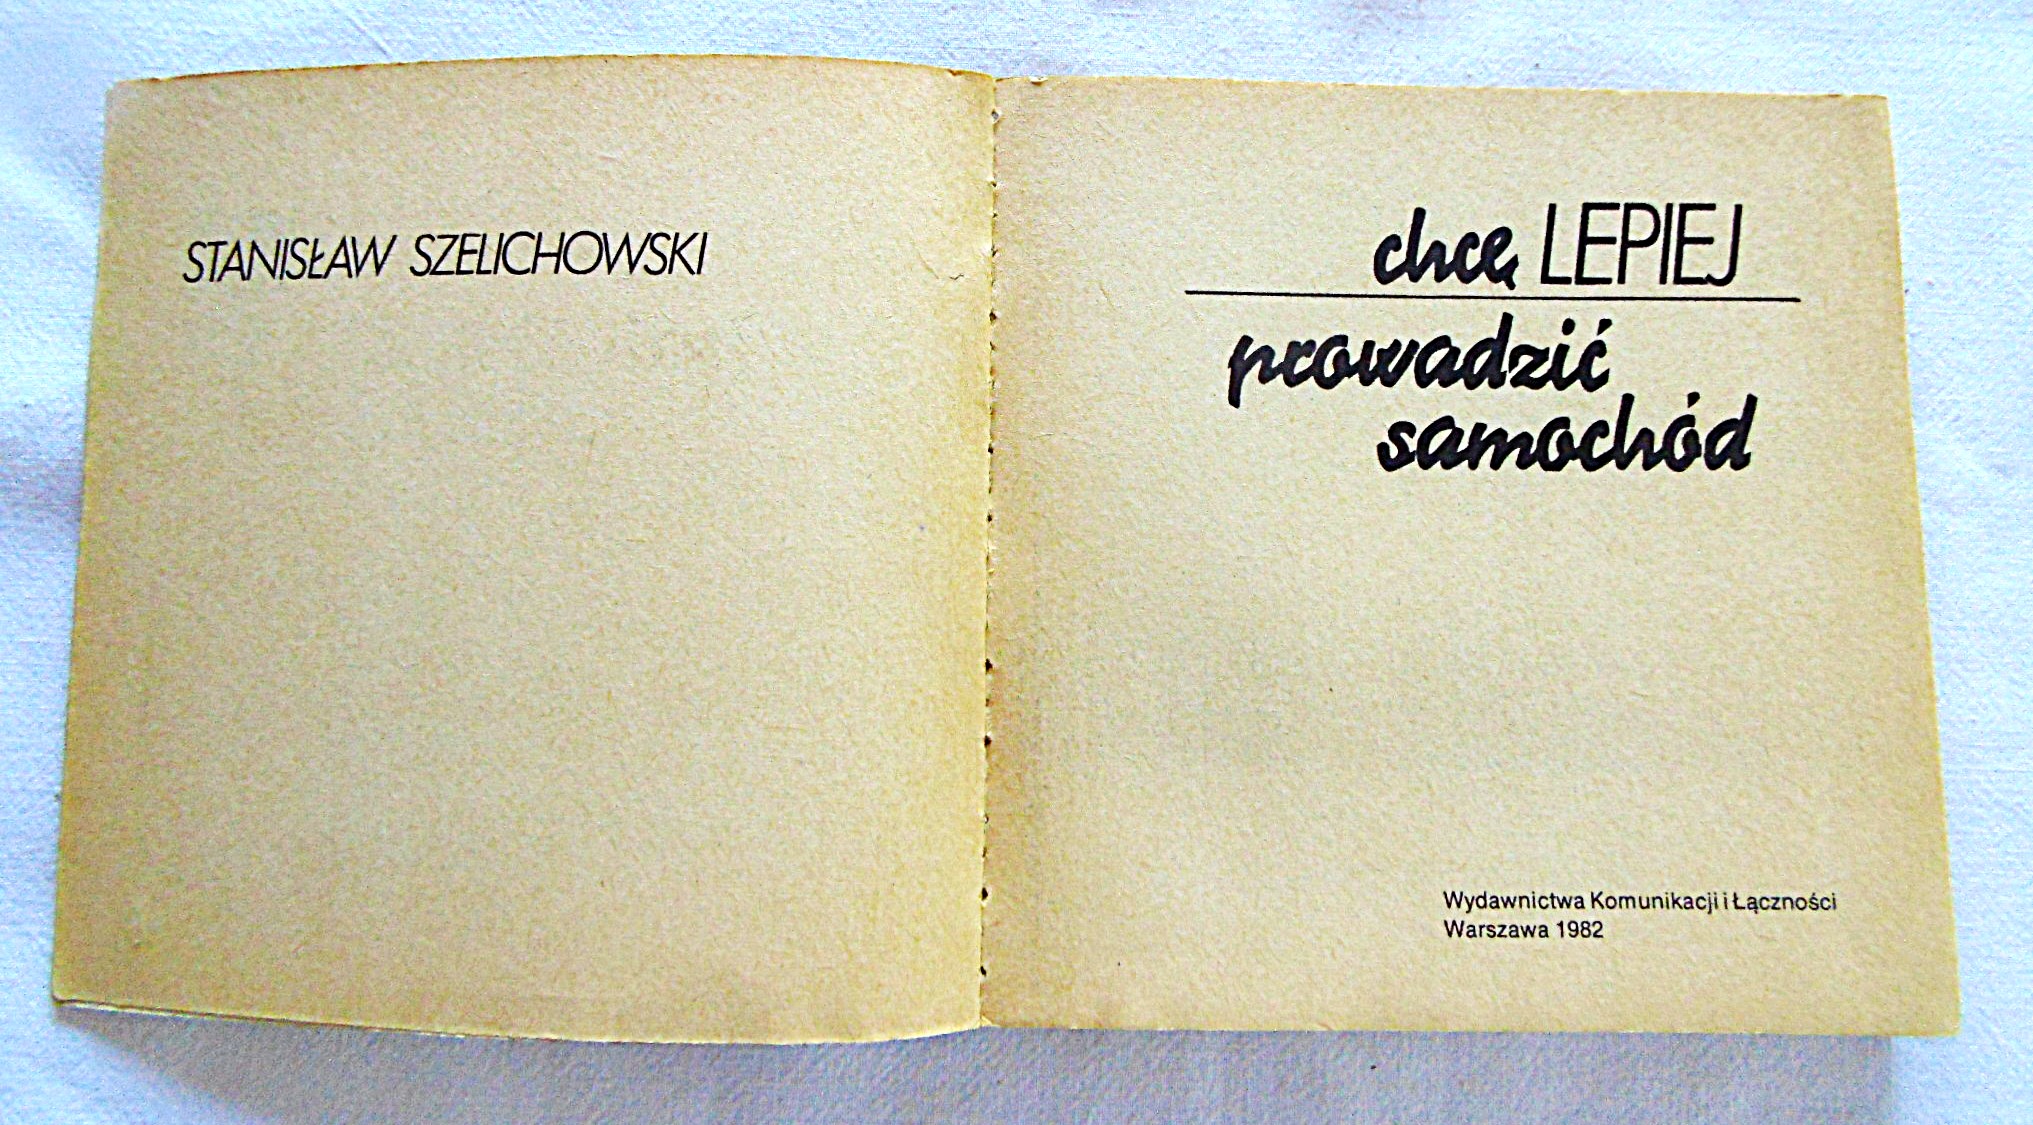 STANISŁAW SZELICHOWSKI
chcę LEPIEJ
prowadzić
samochód
Wydawnictwa Komunikacji i Łączności
Warszawa 1982